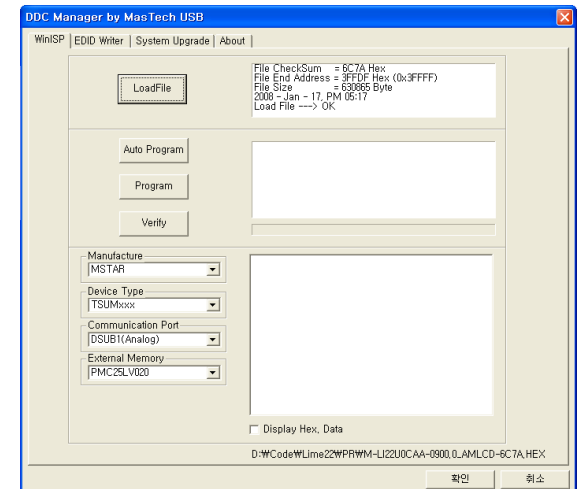 DDC Manager by MasTech USB
WinISP
EDID Writer
System Upgrade
About
LoadFile
File CheckSum = 6C7A Hex
File End Address = 3FFDF Hex (0x3FFFF)
File Size = 630865 Byte
2008 - Jan - 17, PM 05:17
Load File ---> OK
Auto Program
Program
Verify
Manufacture
MSTAR
Device Type
TSUMxxx
Communication Port
DSUB1(Analog)
External Memory
PMC25LV020
Display Hex, Data
D:₩Code₩Lime22₩PR₩M-LI22U0CAA-0900,0_AMLCD-6C7A,HEX
확인
취소